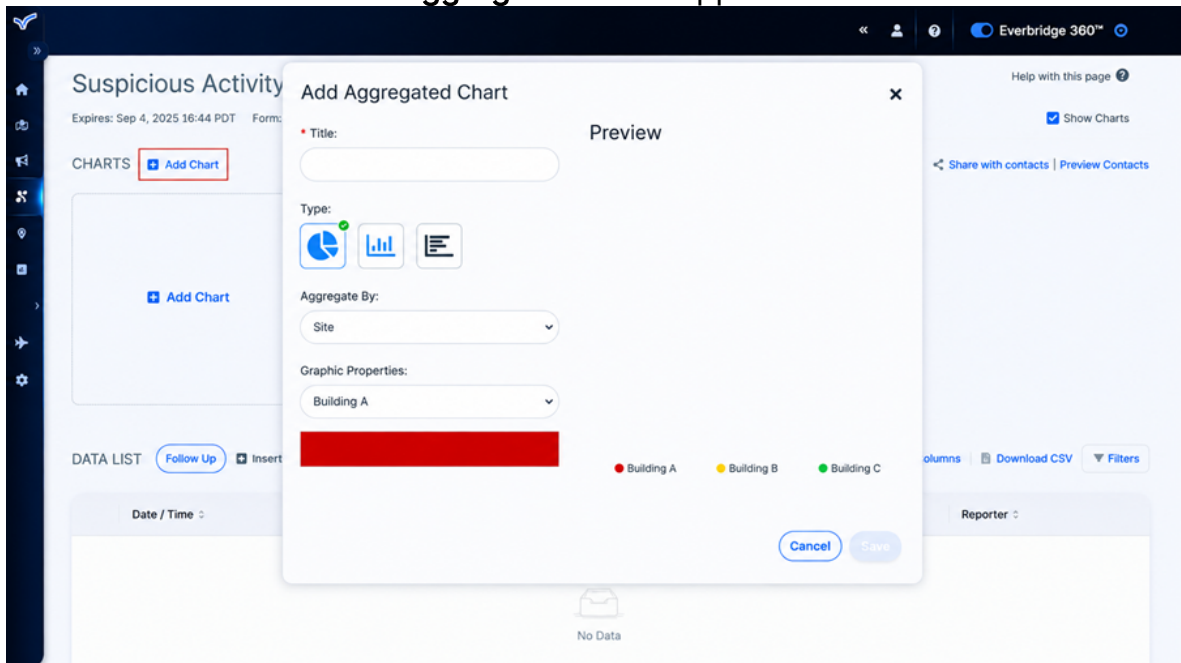 Everbridge 360™
Suspicious Activity
Help with this page
Expires: Sep 4, 2025 16:44 PDT Form:
Show Charts
CHARTS Add Chart
Share with contacts | Preview Contacts
Add Chart
Add Aggregated Chart
* Title:
Preview
Type:
Aggregate By:
Site
Graphic Properties:
Building A
Building A Building B Building C
Cancel Save
DATA LIST Follow Up Insert
Download CSV Filters
Date / Time
Reporter
No Data